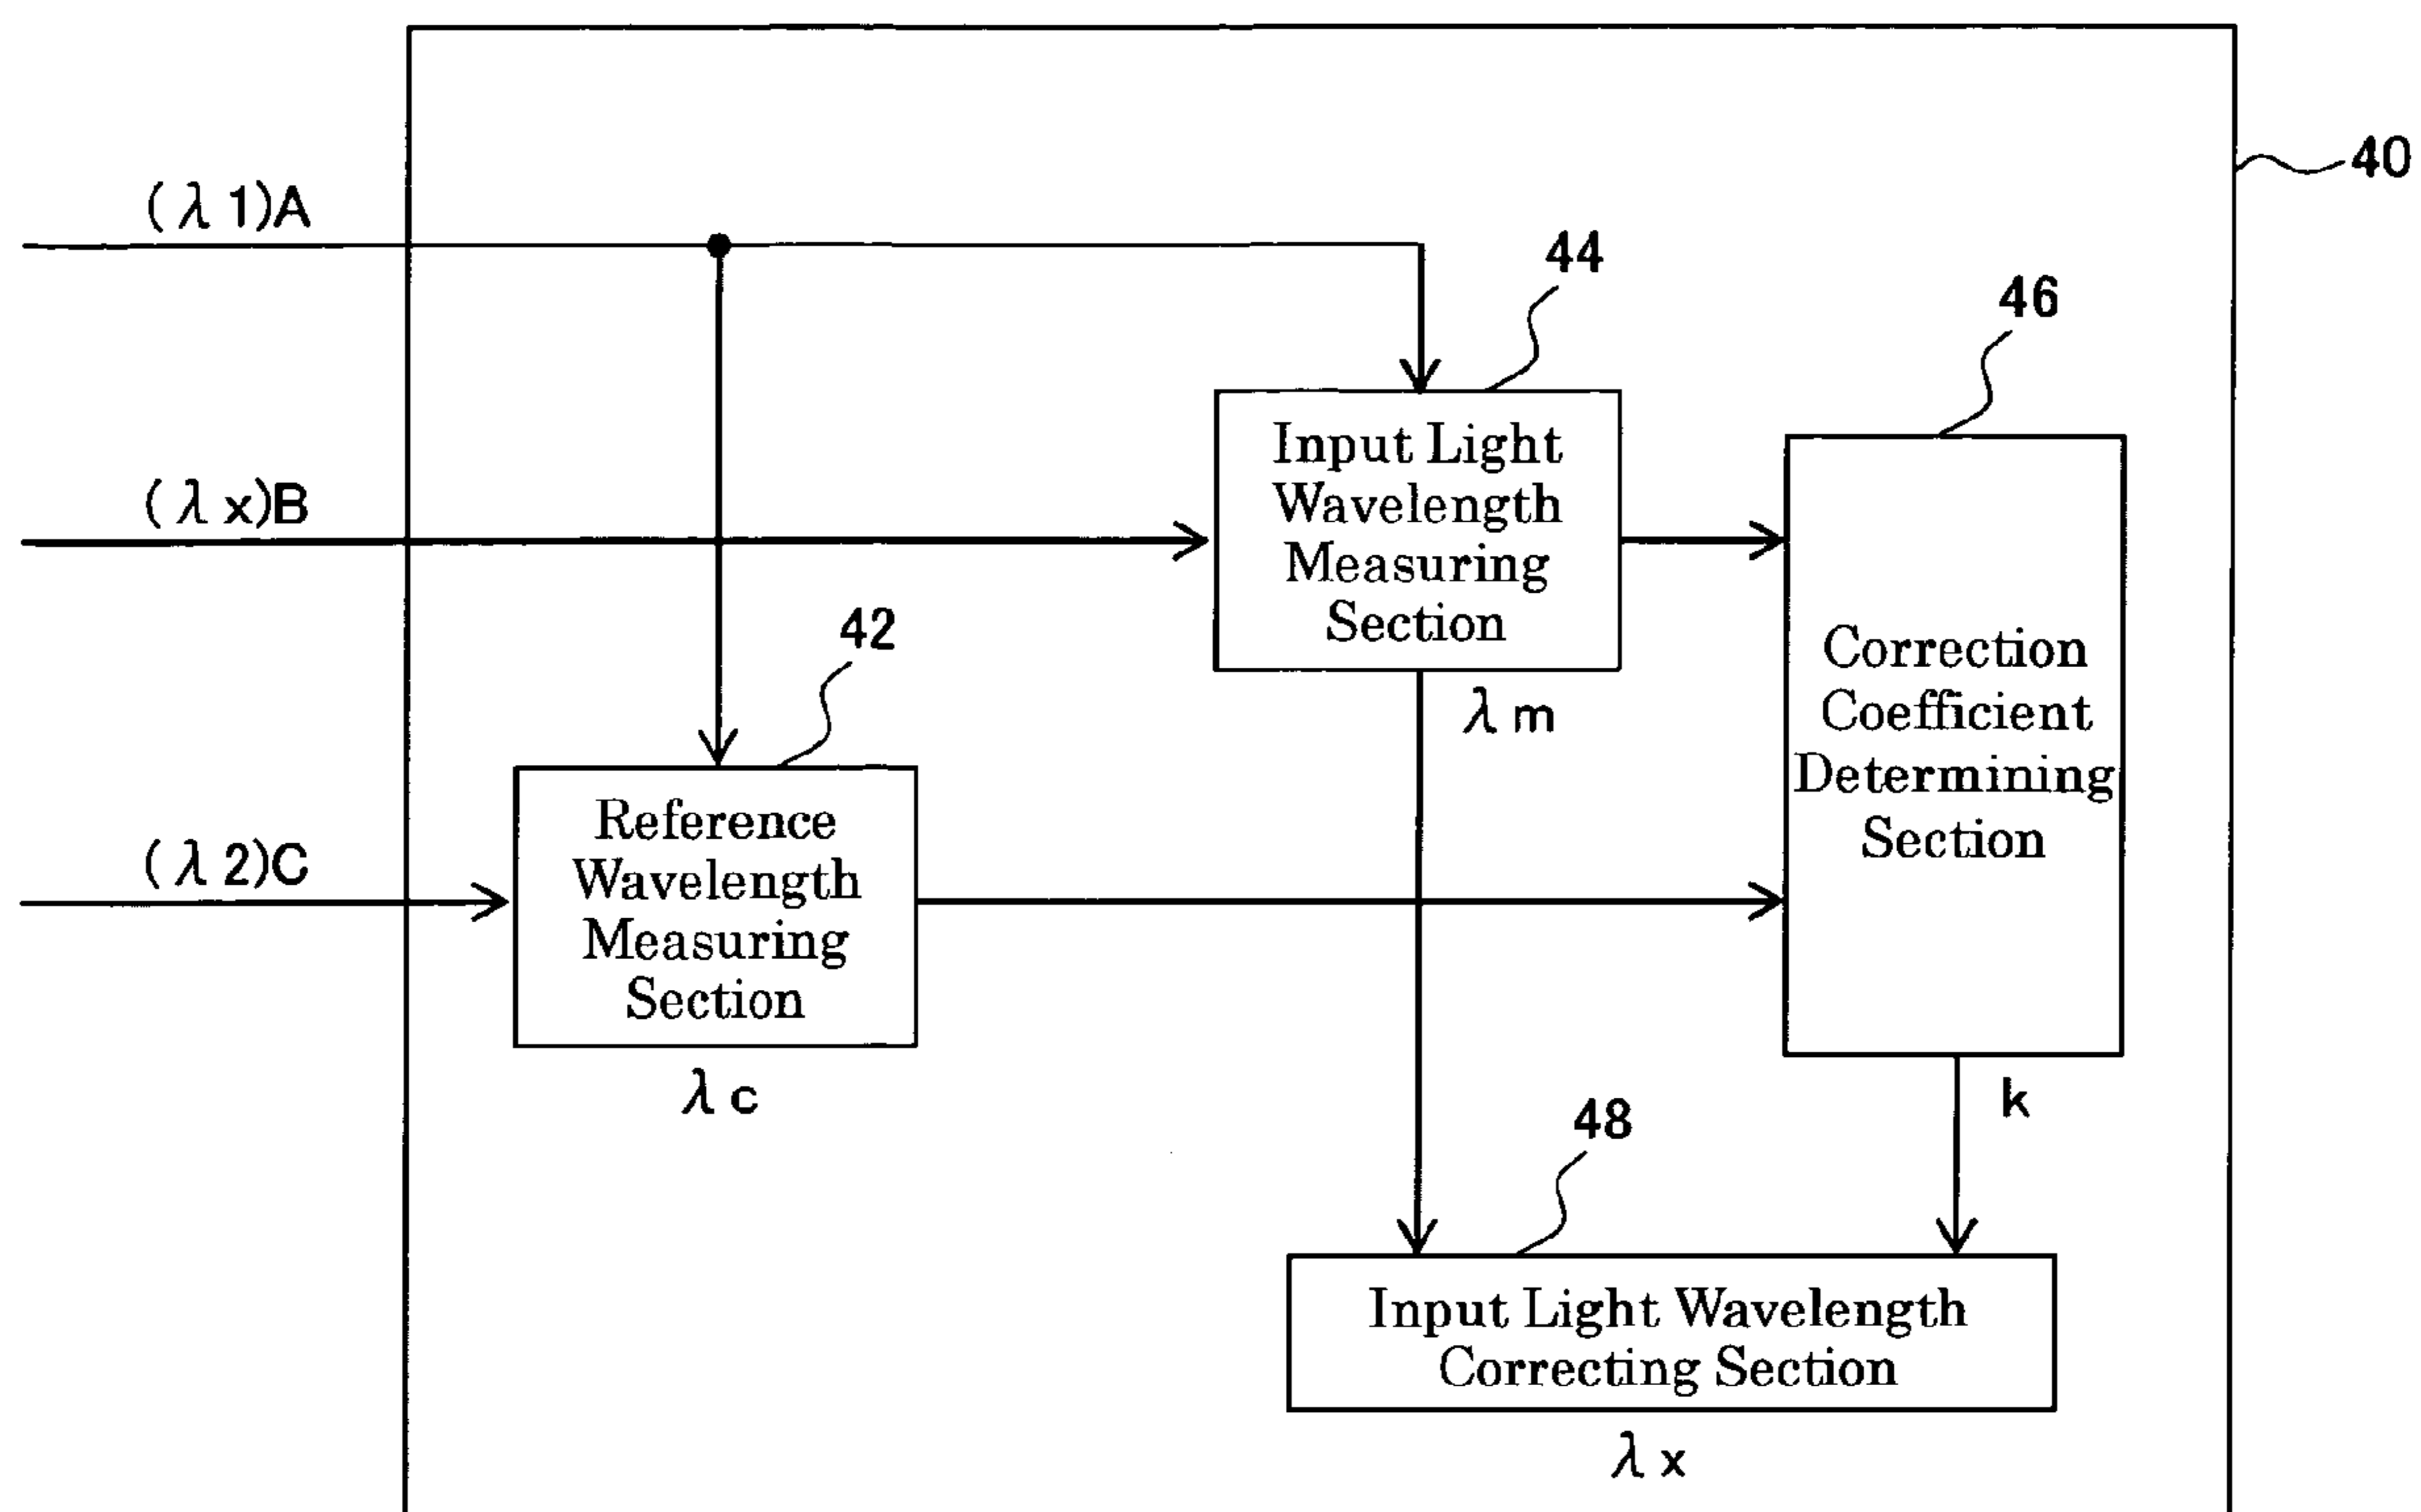 40
(λ1)A
44
46
(λx)B
Input Light
Wavelength
Measuring
Section
42
λm
Correction
Coefficient
Determining
Section
(λ2)C
Reference
Wavelength
Measuring
Section
λc
k
48
Input Light Wavelength
Correcting Section
λx